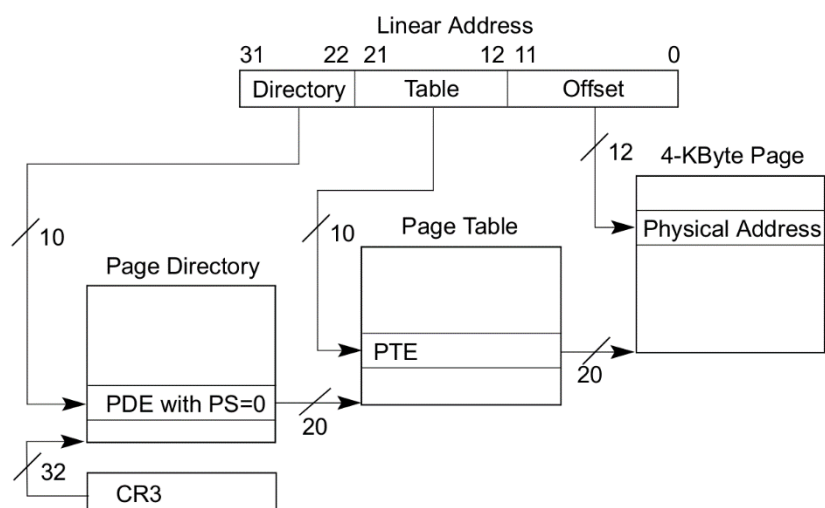 Linear Address
31 22 21 12 11 0
Directory Table Offset
12
4-KByte Page
10
10
Page Table
Physical Address
Page Directory
PTE
20
PDE with PS=0
20
32
CR3